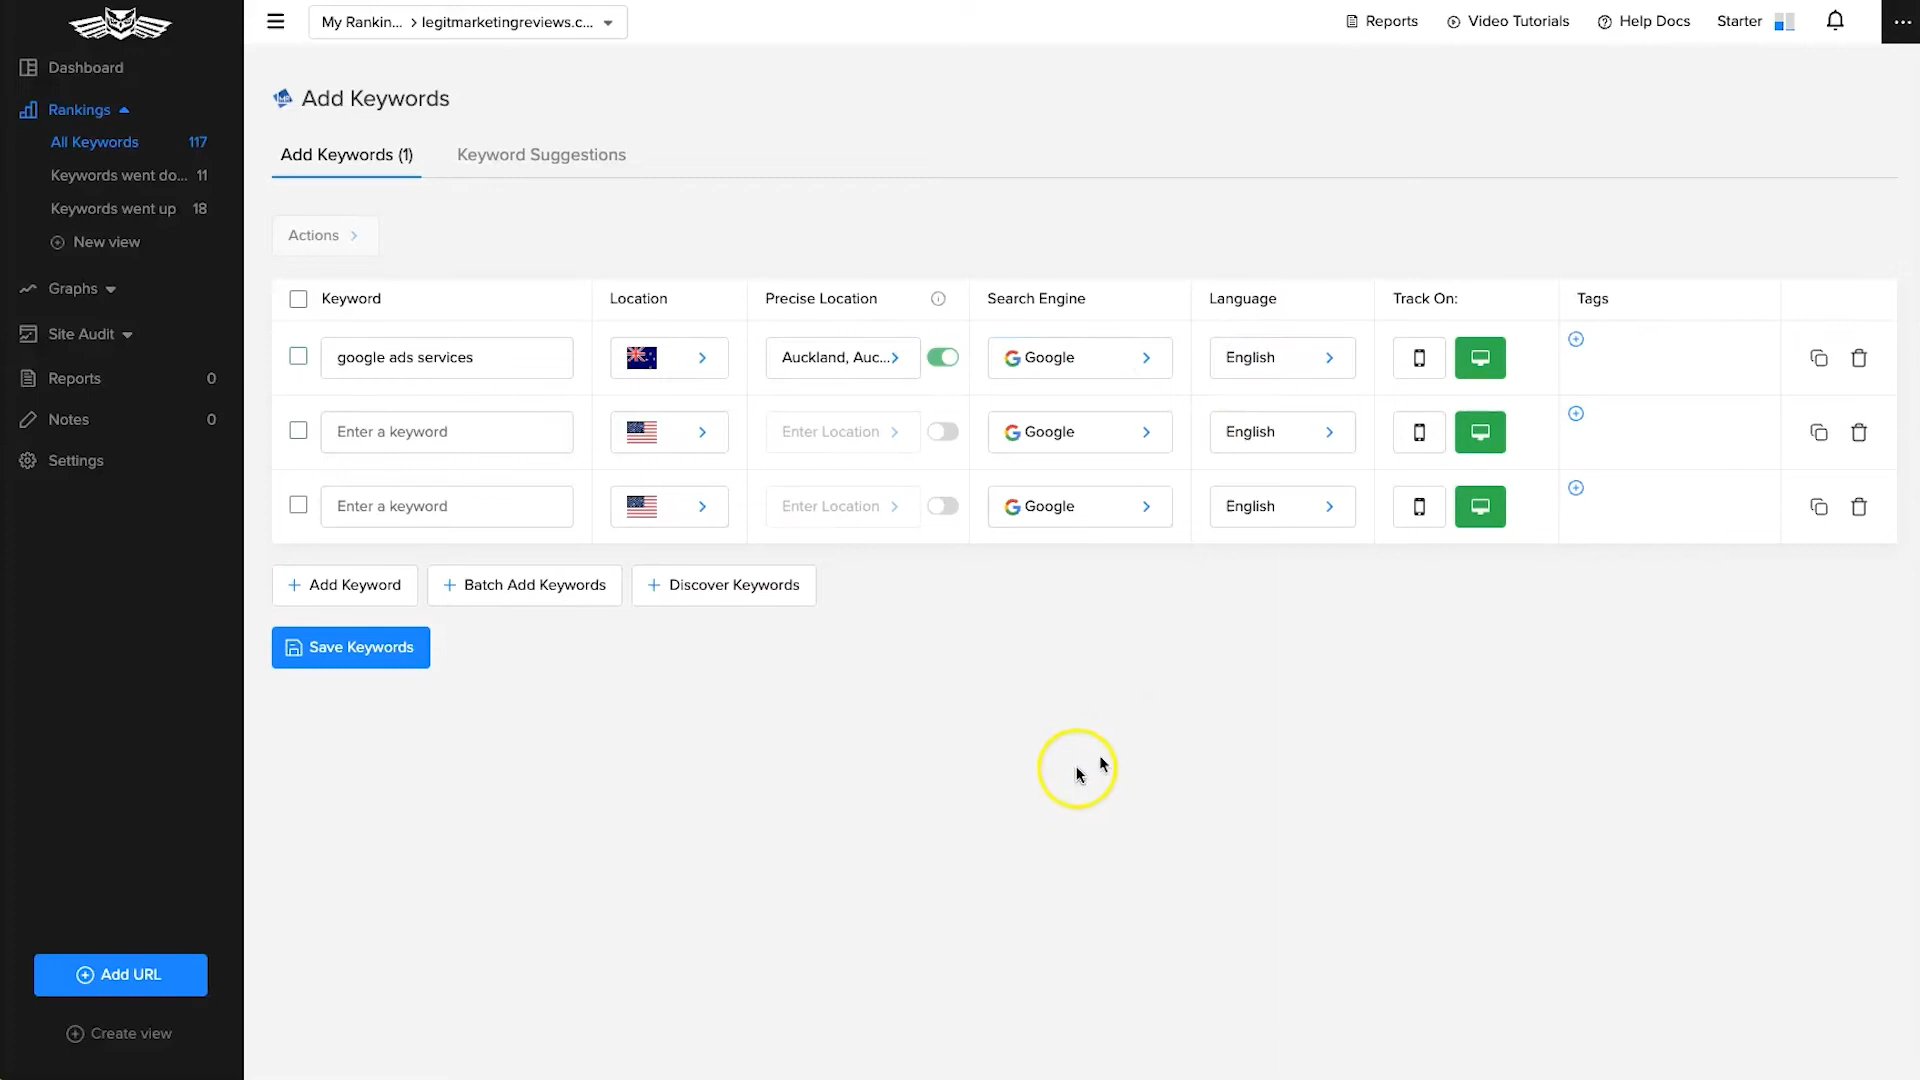 My Rankin... > legitmarketingreviews.c...
Reports
Video Tutorials
Help Docs
Starter
Dashboard
Rankings
All Keywords 117
Keywords went do... 11
Keywords went up 18
New view
Graphs
Site Audit
Reports 0
Notes 0
Settings
Add URL
Create view
Add Keywords
Add Keywords (1)
Keyword Suggestions
Actions
Keyword Location Precise Location Search Engine Language Track On: Tags
google ads services Auckland, Auc... Google English
Enter a keyword Enter Location Google English
Enter a keyword Enter Location Google English
Add Keyword
Batch Add Keywords
Discover Keywords
Save Keywords